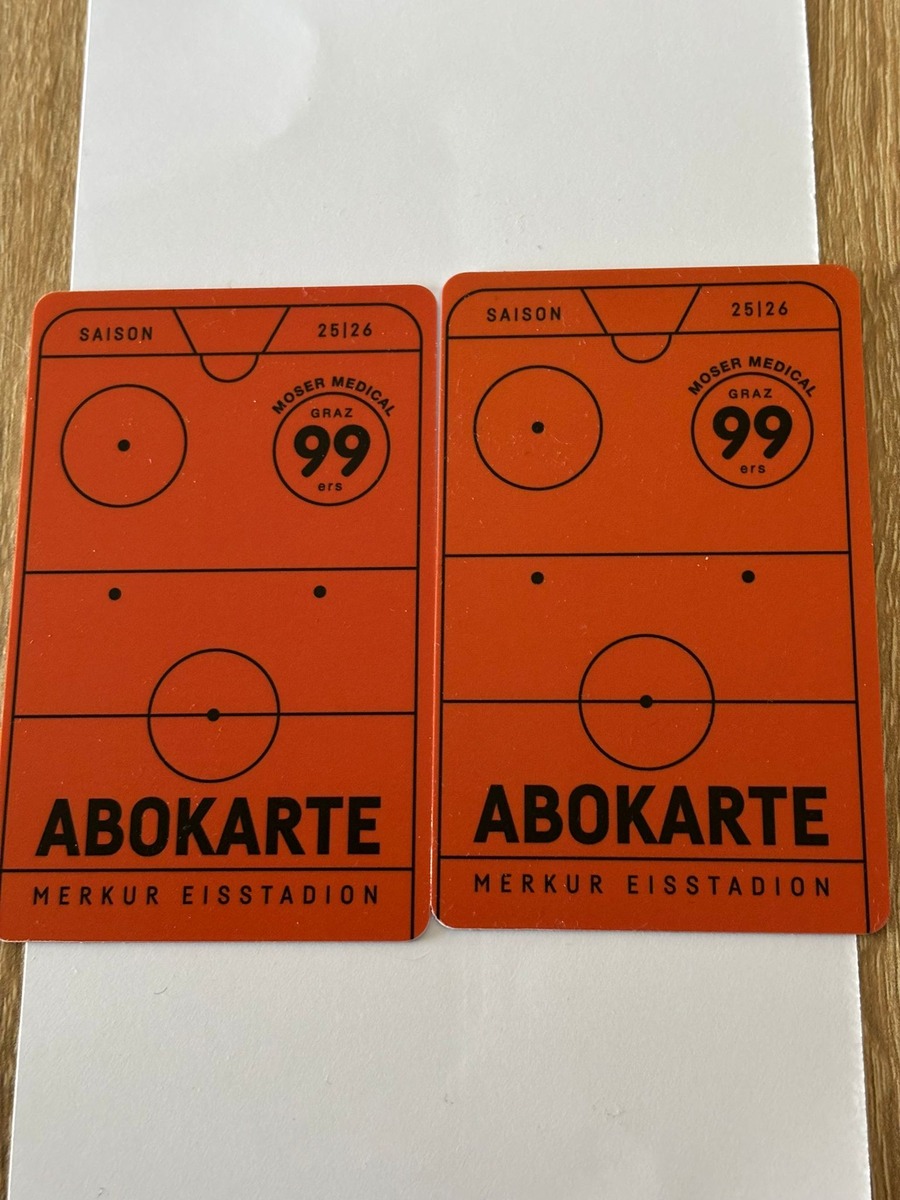 SAISON 25|26
MOSER MEDICAL
GRAZ
99
ers
ABOKARTE
MERKUR EISSTADION
SAISON 25|26
MOSER MEDICAL
GRAZ
99
ers
ABOKARTE
MERKUR EISSTADION